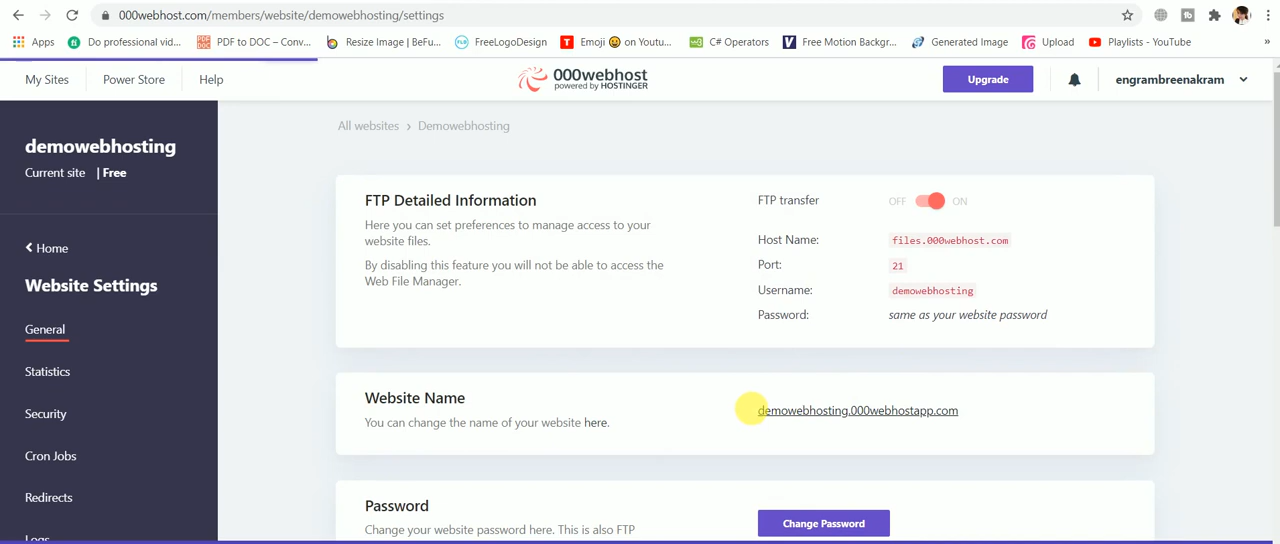 000webhost.com/members/website/demowebhosting/settings
Apps
Do professional vid...
PDF to DOC – Conv...
Resize Image | BeFu...
FreeLogoDesign
Emoji 😃 on Youtu...
C# Operators
Free Motion Backgr...
Generated Image
Upload
Playlists - YouTube
»
My Sites
Power Store
Help
000webhost
powered by HOSTINGER
Upgrade
engrambreenakram
demowebhosting
Current site | Free
Home
Website Settings
General
Statistics
Security
Cron Jobs
Redirects
Logs
All websites › Demowebhosting
FTP Detailed Information
Here you can set preferences to manage access to your
website files.
By disabling this feature you will not be able to access the
Web File Manager.
FTP transfer OFF ON
Host Name: files.000webhost.com
Port: 21
Username: demowebhosting
Password: same as your website password
Website Name
You can change the name of your website here.
demowebhosting.000webhostapp.com
Password
Change your website password here. This is also FTP
Change Password